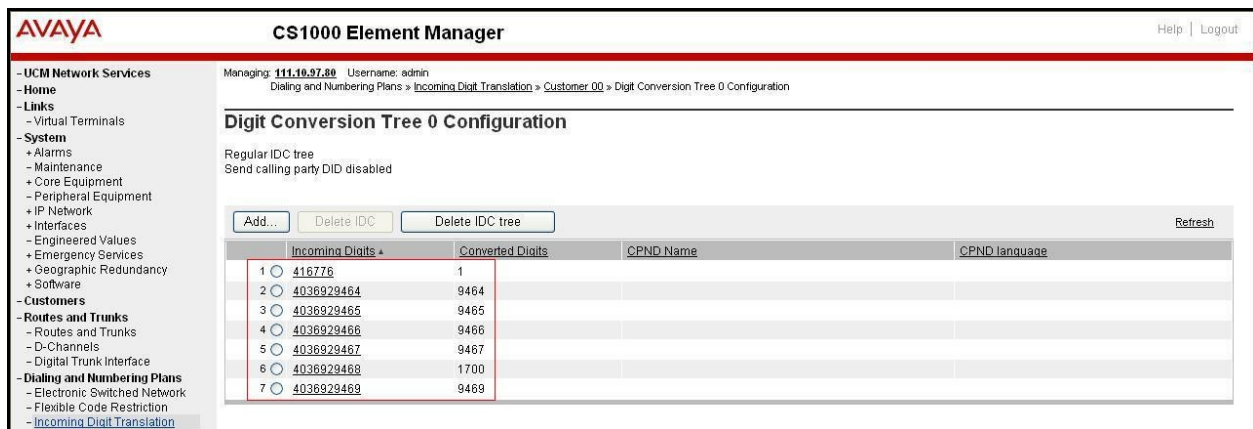 AVAYA
CS1000 Element Manager
Help | Logout
- UCM Network Services
- Home
- Links
- Virtual Terminals
- System
+ Alarms
- Maintenance
+ Core Equipment
- Peripheral Equipment
+ IP Network
+ Interfaces
- Engineered Values
+ Emergency Services
+ Geographic Redundancy
+ Software
- Customers
- Routes and Trunks
- Routes and Trunks
- D-Channels
- Digital Trunk Interface
- Dialing and Numbering Plans
- Electronic Switched Network
- Flexible Code Restriction
- Incoming Digit Translation
Managing: 111.10.97.80 Username: admin
Dialing and Numbering Plans » Incoming Digit Translation » Customer 00 » Digit Conversion Tree 0 Configuration
Digit Conversion Tree 0 Configuration
Regular IDC tree
Send calling party DID disabled
Add... Delete IDC Delete IDC tree Refresh
Incoming Digits Converted Digits CPND Name CPND language
1 416776 1
2 4036929464 9464
3 4036929465 9465
4 4036929466 9466
5 4036929467 9467
6 4036929468 1700
7 4036929469 9469